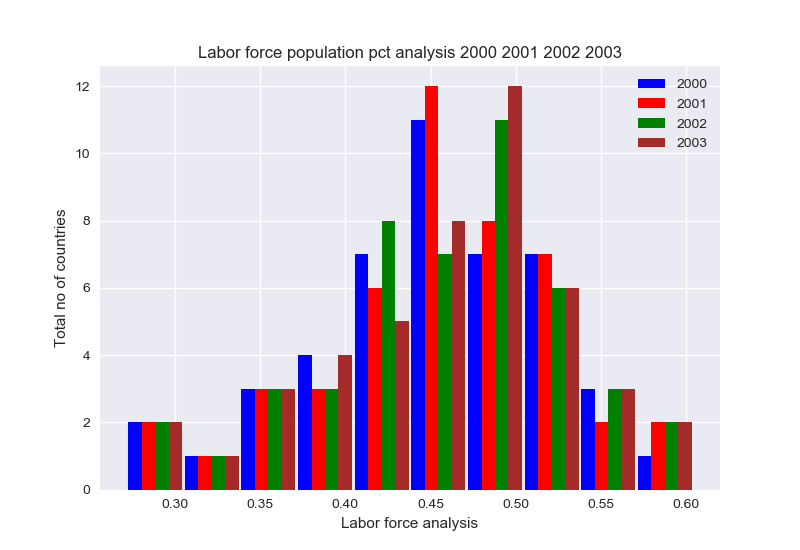 Labor force population pct analysis 2000 2001 2002 2003
2000
2001
2002
2003
Total no of countries
12
10
8
6
4
2
0
0.30 0.35 0.40 0.45 0.50 0.55 0.60
Labor force analysis